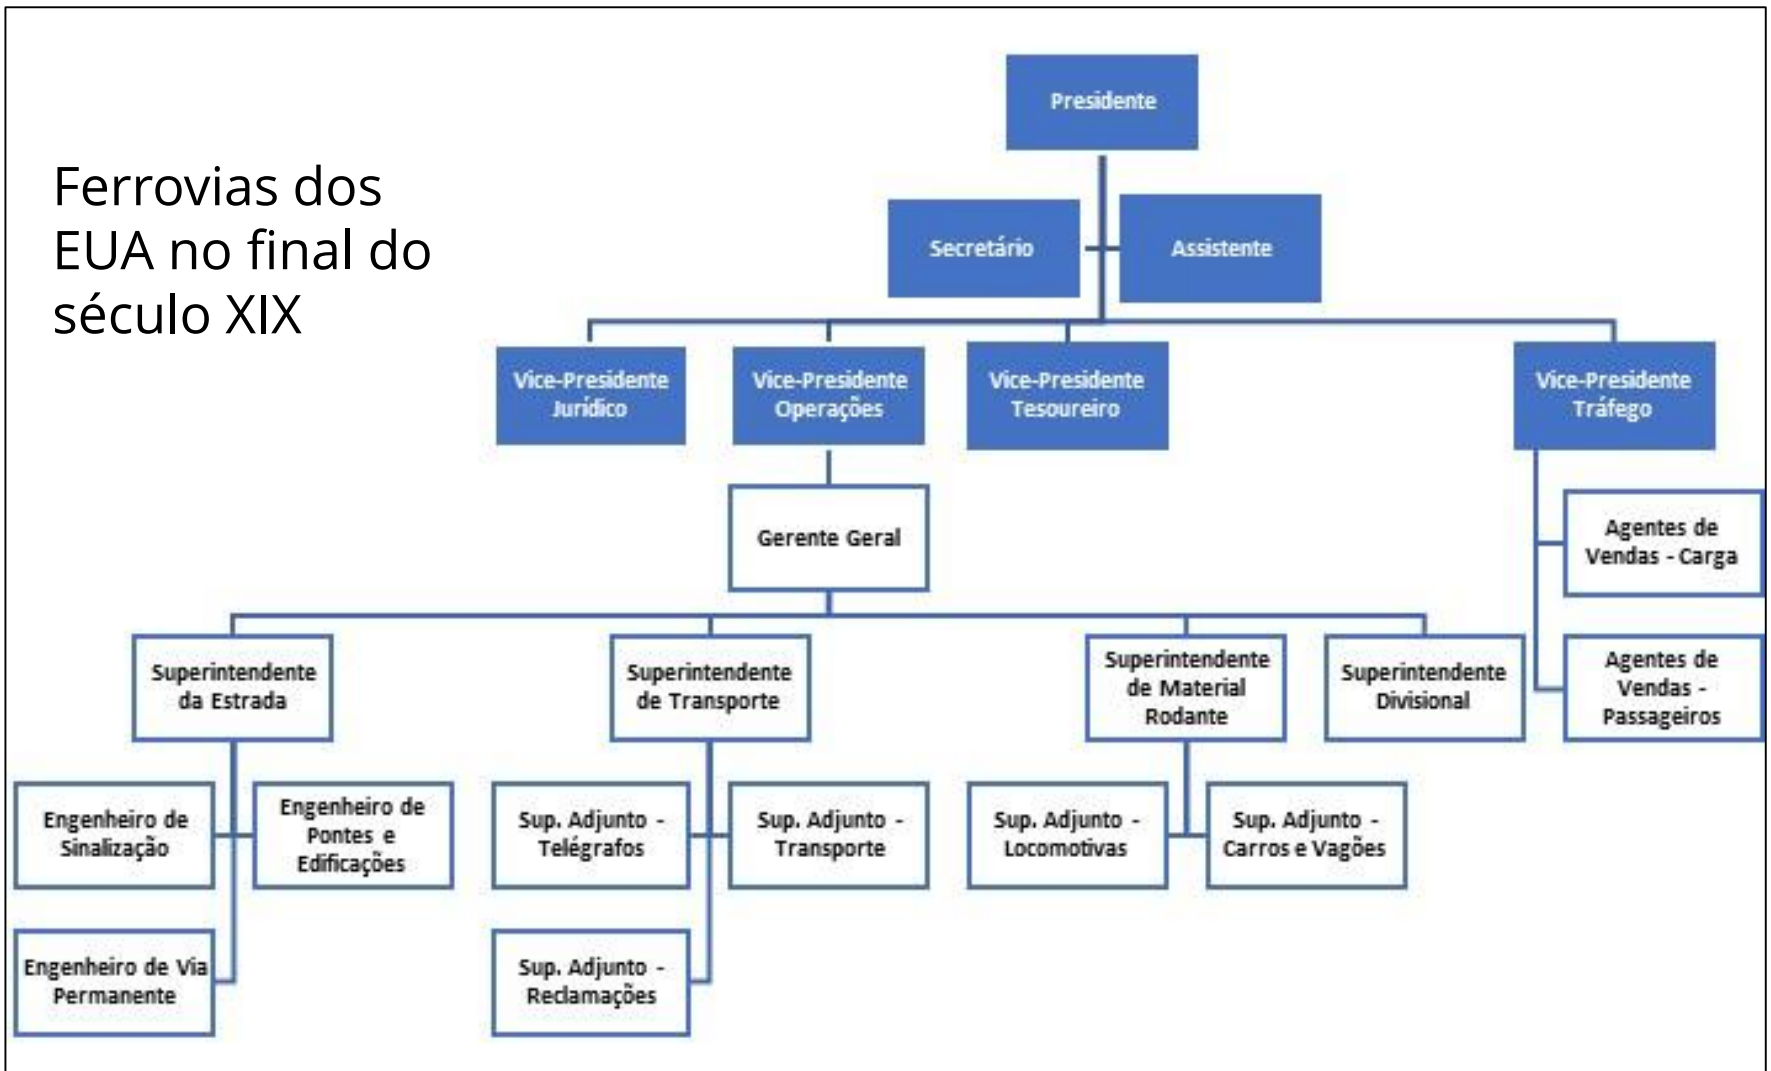 Ferrovias dos
EUA no final do
século XIX
Presidente
Secretário
Assistente
Vice-Presidente
Jurídico
Vice-Presidente
Operações
Vice-Presidente
Tesoureiro
Vice-Presidente
Tráfego
Gerente Geral
Agentes de
Vendas - Carga
Superintendente
da Estrada
Superintendente
de Transporte
Superintendente
de Material
Rodante
Superintendente
Divisional
Agentes de
Vendas -
Passageiros
Engenheiro de
Sinalização
Engenheiro de
Pontes e
Edificações
Sup. Adjunto -
Telégrafos
Sup. Adjunto -
Transporte
Sup. Adjunto -
Locomotivas
Sup. Adjunto -
Carros e Vagões
Engenheiro de Via
Permanente
Sup. Adjunto -
Reclamações